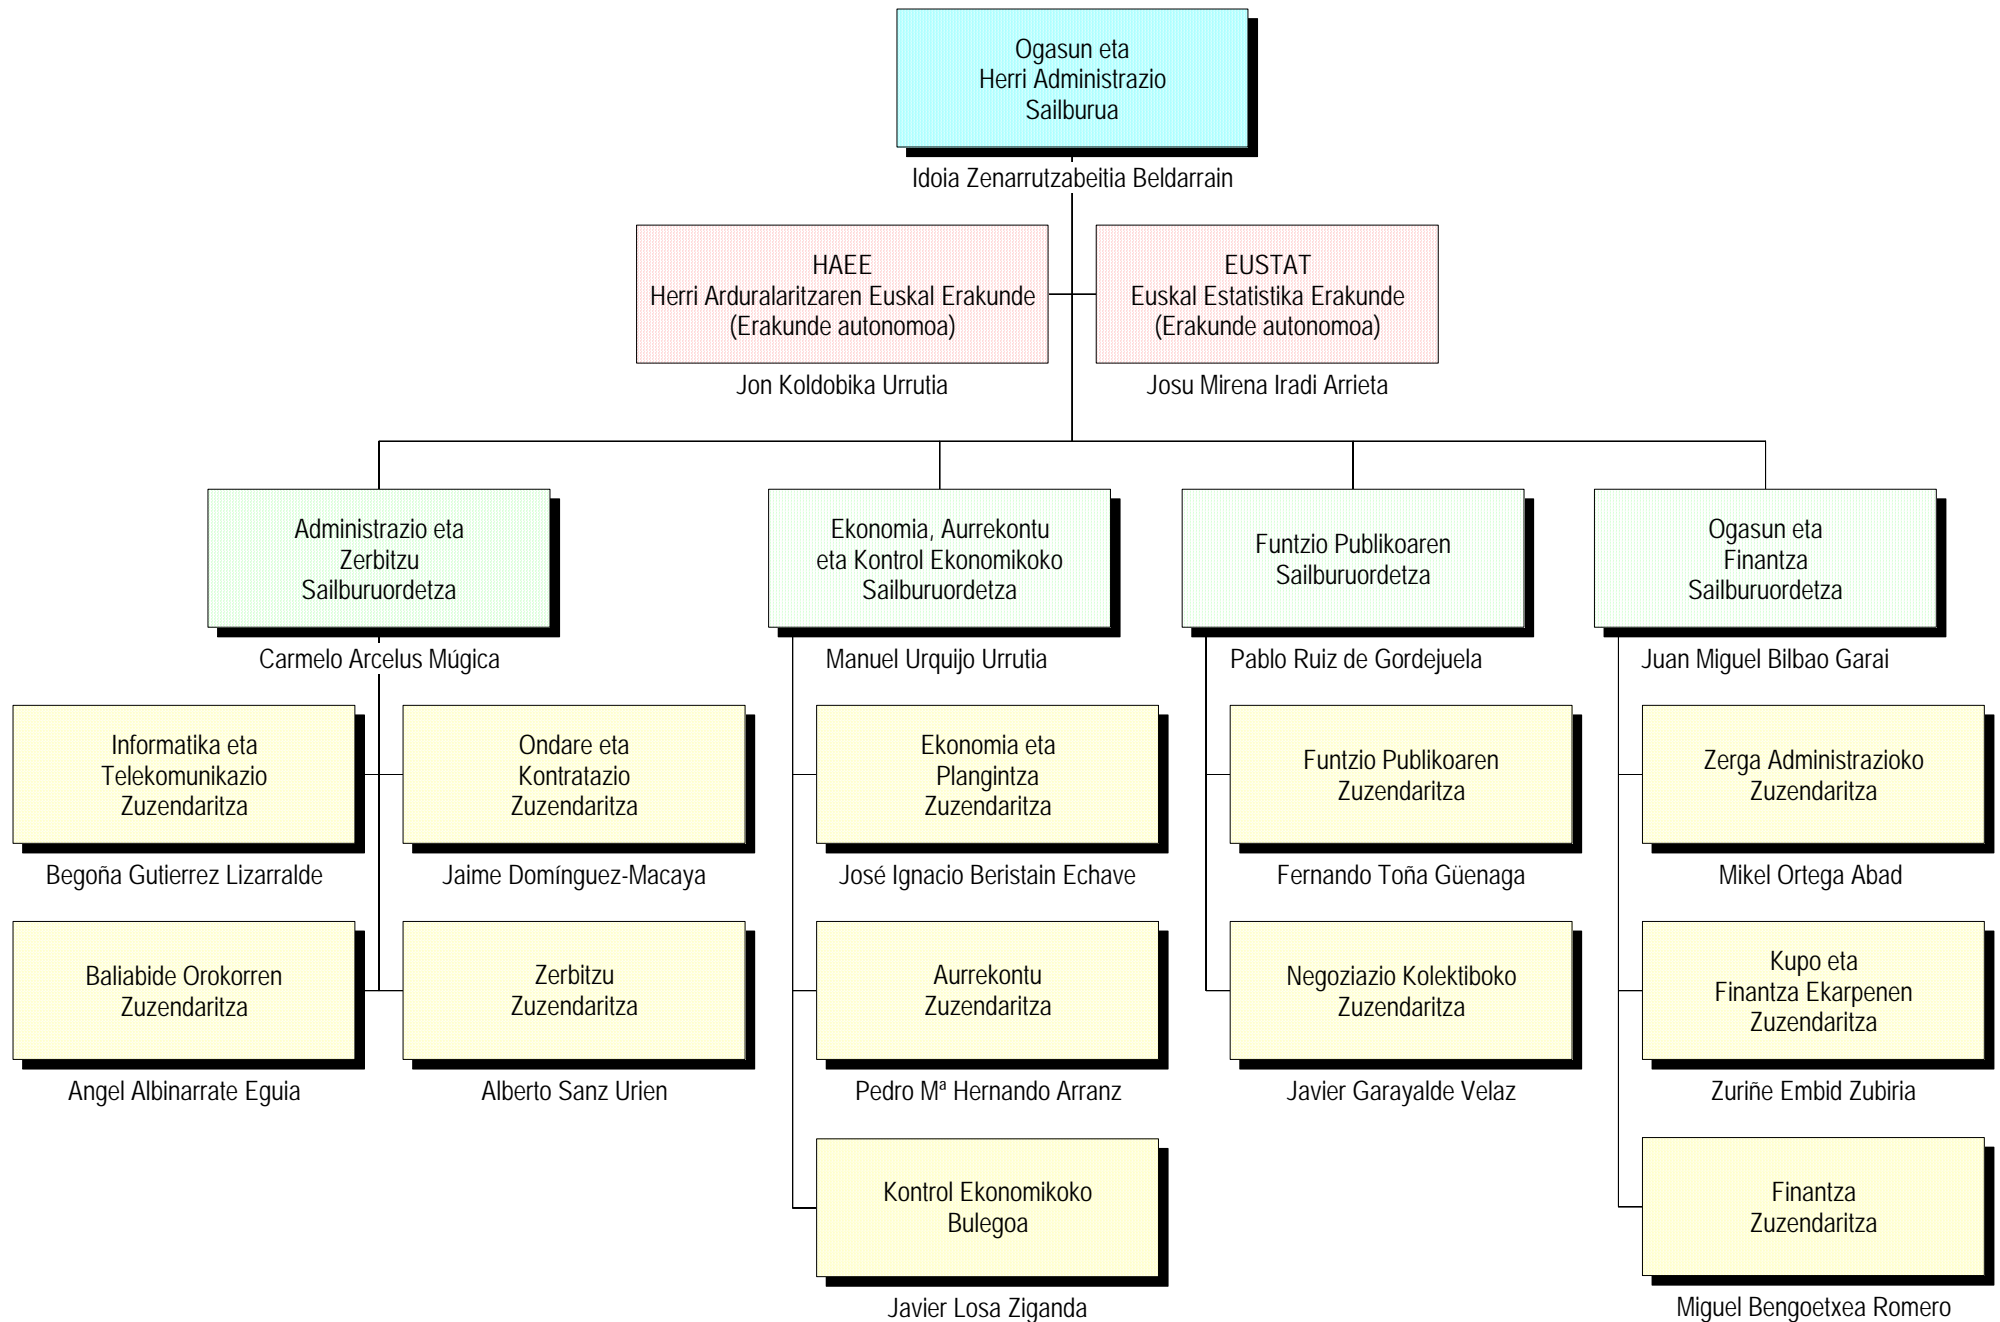 Ogasun eta
Herri Administrazio
Sailburua
Idoia Zenarrutzabeitia Beldarrain
HAEE
Herri Arduralaritzaren Euskal Erakunde
(Erakunde autonomoa)
Jon Koldobika Urrutia
EUSTAT
Euskal Estatistika Erakunde
(Erakunde autonomoa)
Josu Mirena Iradi Arrieta
Administrazio eta
Zerbitzu
Sailburuordetza
Carmelo Arcelus Múgica
Ekonomia, Aurrekontu
eta Kontrol Ekonomikoko
Sailburuordetza
Manuel Urquijo Urrutia
Funtzio Publikoaren
Sailburuordetza
Pablo Ruiz de Gordejuela
Ogasun eta
Finantza
Sailburuordetza
Juan Miguel Bilbao Garai
Informatika eta
Telekomunikazio
Zuzendaritza
Begoña Gutierrez Lizarralde
Ondare eta
Kontratazio
Zuzendaritza
Jaime Domínguez-Macaya
Ekonomia eta
Plangintza
Zuzendaritza
José Ignacio Beristain Echave
Funtzio Publikoaren
Zuzendaritza
Fernando Toña Güenaga
Zerga Administrazioko
Zuzendaritza
Mikel Ortega Abad
Baliabide Orokorren
Zuzendaritza
Angel Albinarrate Eguia
Zerbitzu
Zuzendaritza
Alberto Sanz Urien
Aurrekontu
Zuzendaritza
Pedro Mª Hernando Arranz
Negoziazio Kolektiboko
Zuzendaritza
Javier Garayalde Velaz
Kupo eta
Finantza Ekarpenen
Zuzendaritza
Zuriñe Embid Zubiria
Kontrol Ekonomikoko
Bulegoa
Javier Losa Ziganda
Finantza
Zuzendaritza
Miguel Bengoetxea Romero